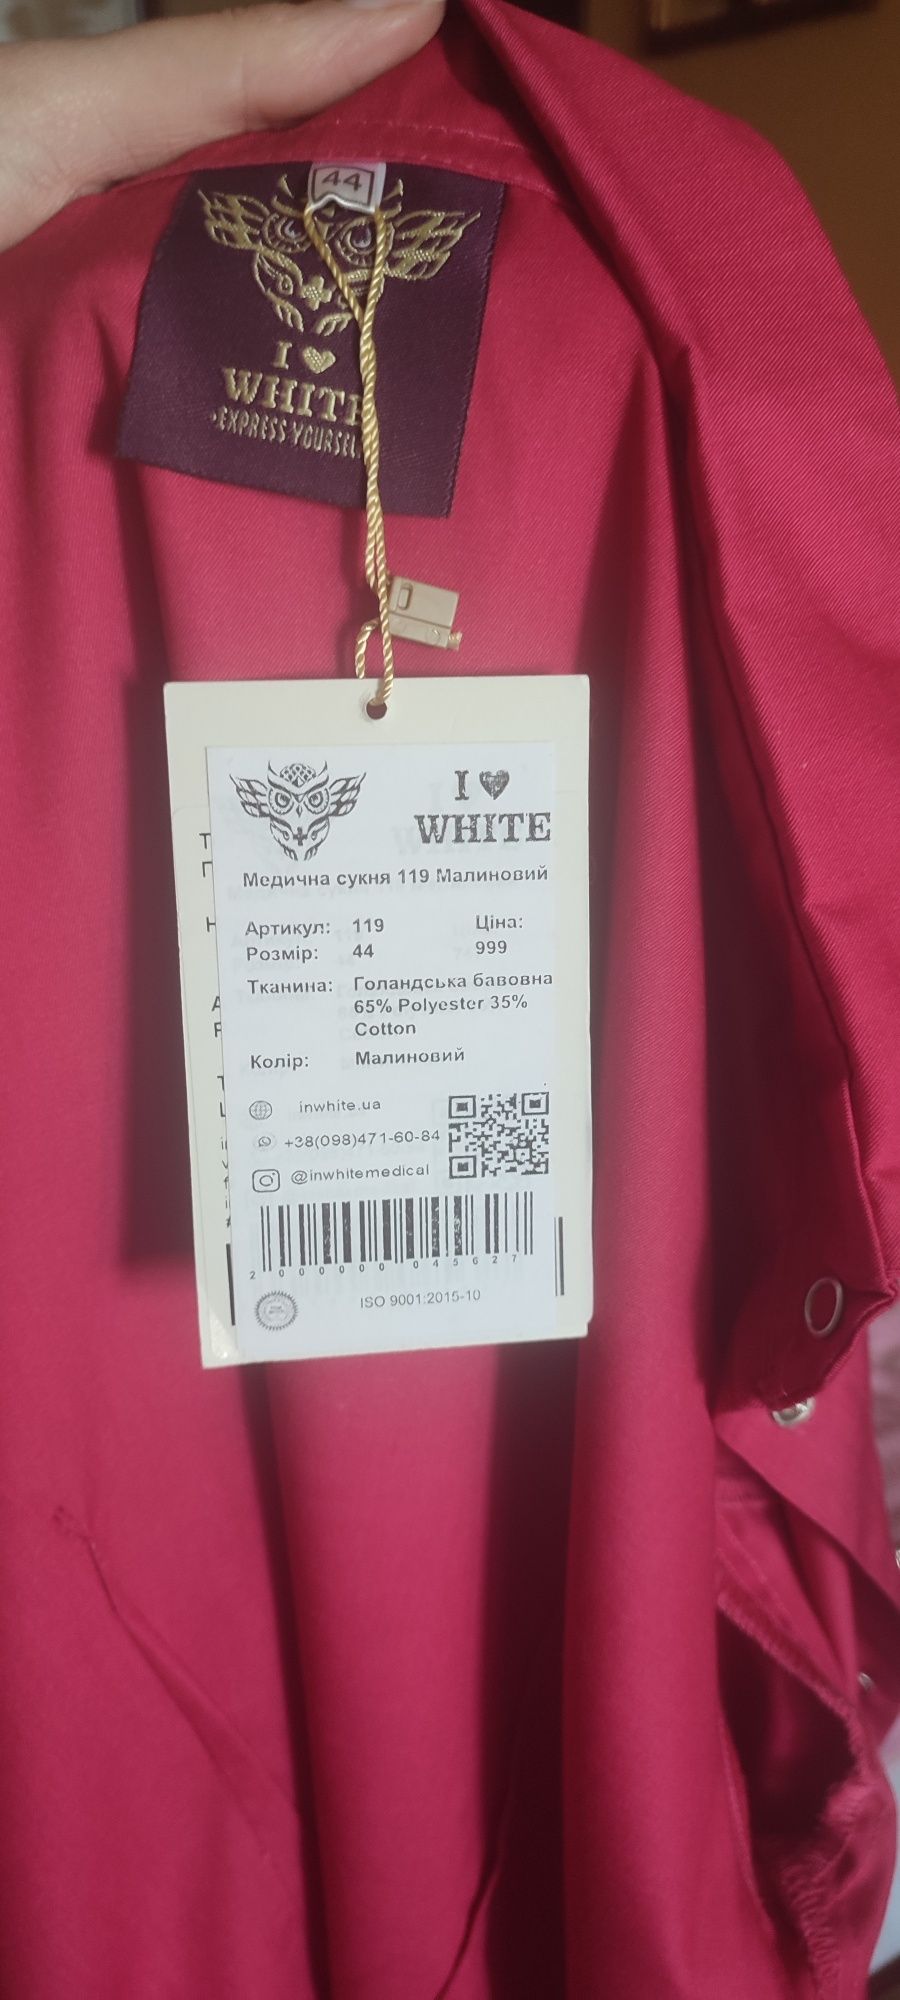 44
I
WHITE
EXPRESS YOURSEL
I ♥
WHITE
Медична сукня 119 Малиновий
Артикул: 119
Ціна:
Розмір: 44
999
Тканина: Голандська бавовна
65% Polyester 35%
Cotton
Колір: Малиновий
inwhite.ua
+38(098)471-60-84
@inwhitemedical
2000000045627
ISO 9001:2015-10